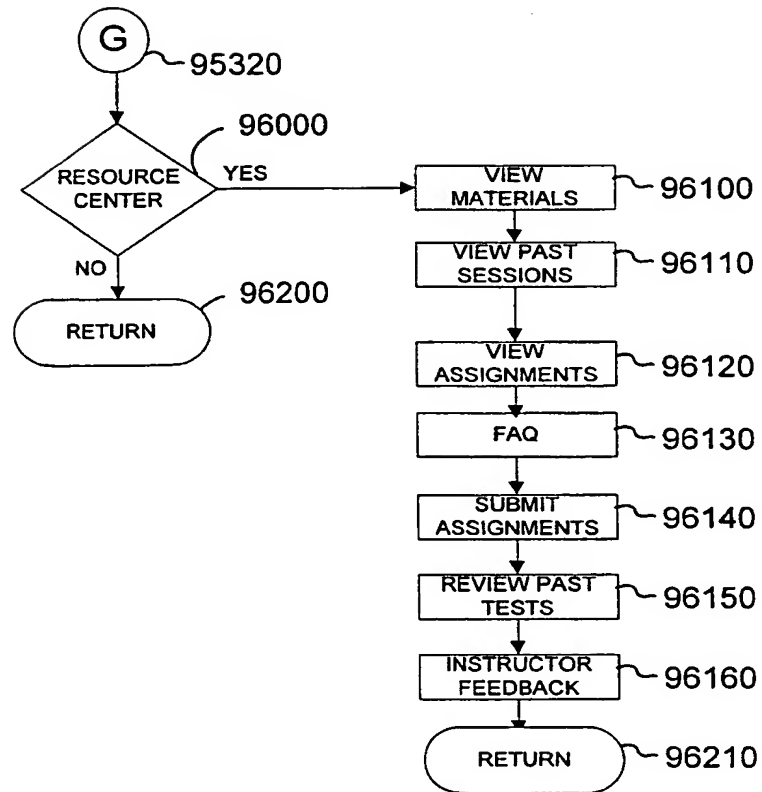 G
95320
96000
RESOURCE
CENTER
YES
NO
96200
RETURN
VIEW
MATERIALS
96100
VIEW PAST
SESSIONS
96110
VIEW
ASSIGNMENTS
96120
FAQ
96130
SUBMIT
ASSIGNMENTS
96140
REVIEW PAST
TESTS
96150
INSTRUCTOR
FEEDBACK
96160
RETURN
96210